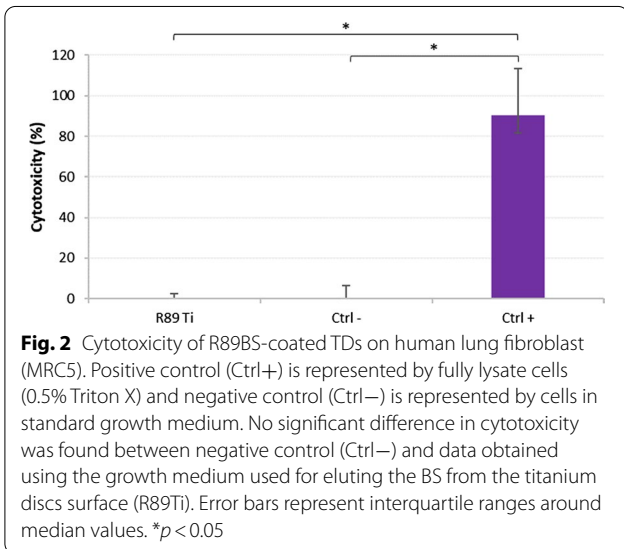 *
*
120
100
80
60
40
20
0
Cytotoxicity (%)
R89 Ti Ctrl - Ctrl +
Fig. 2 Cytotoxicity of R89BS-coated TDs on human lung fibroblast
(MRC5). Positive control (Ctrl+) is represented by fully lysate cells
(0.5% Triton X) and negative control (Ctrl−) is represented by cells in
standard growth medium. No significant difference in cytotoxicity
was found between negative control (Ctrl−) and data obtained
using the growth medium used for eluting the BS from the titanium
discs surface (R89Ti). Error bars represent interquartile ranges around
median values. *p < 0.05